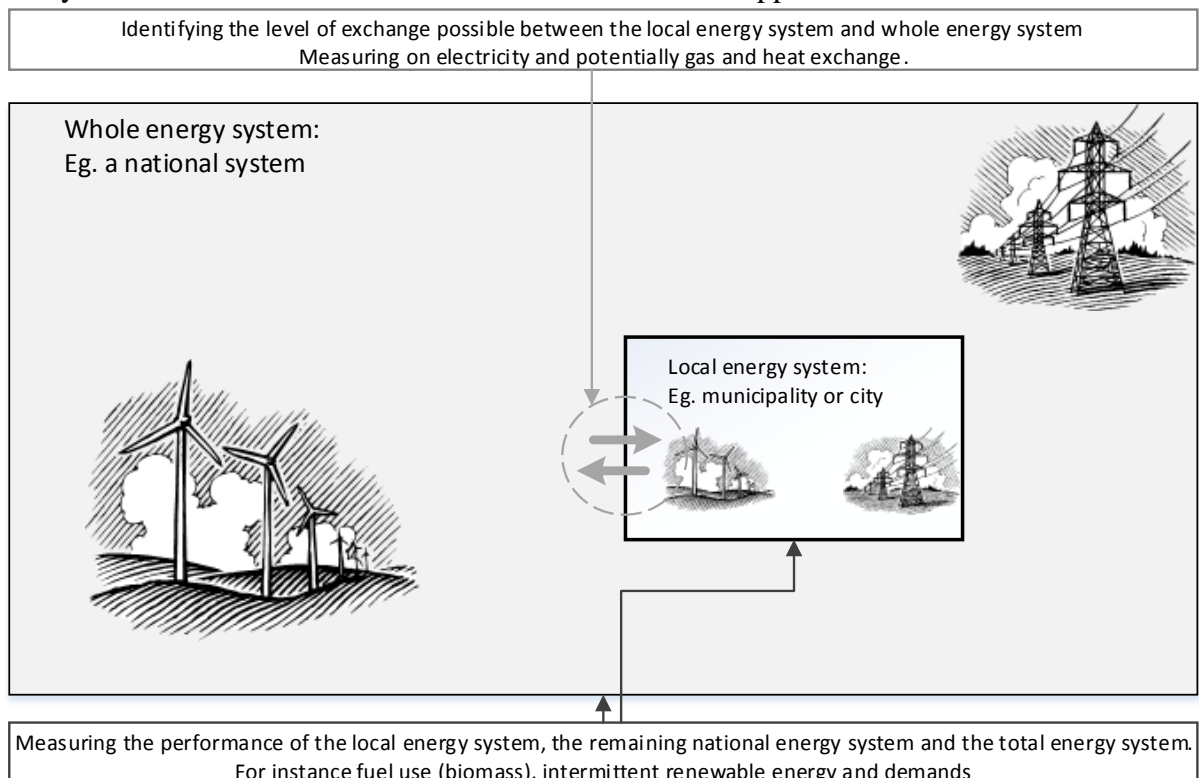 Identifying the level of exchange possible between the local energy system and whole energy system
Measuring on electricity and potentially gas and heat exchange.
Whole energy system:
Eg. a national system
Local energy system:
Eg. municipality or city
Measuring the performance of the local energy system, the remaining national energy system and the total energy system.
For instance fuel use (biomass), intermittent renewable energy and demands